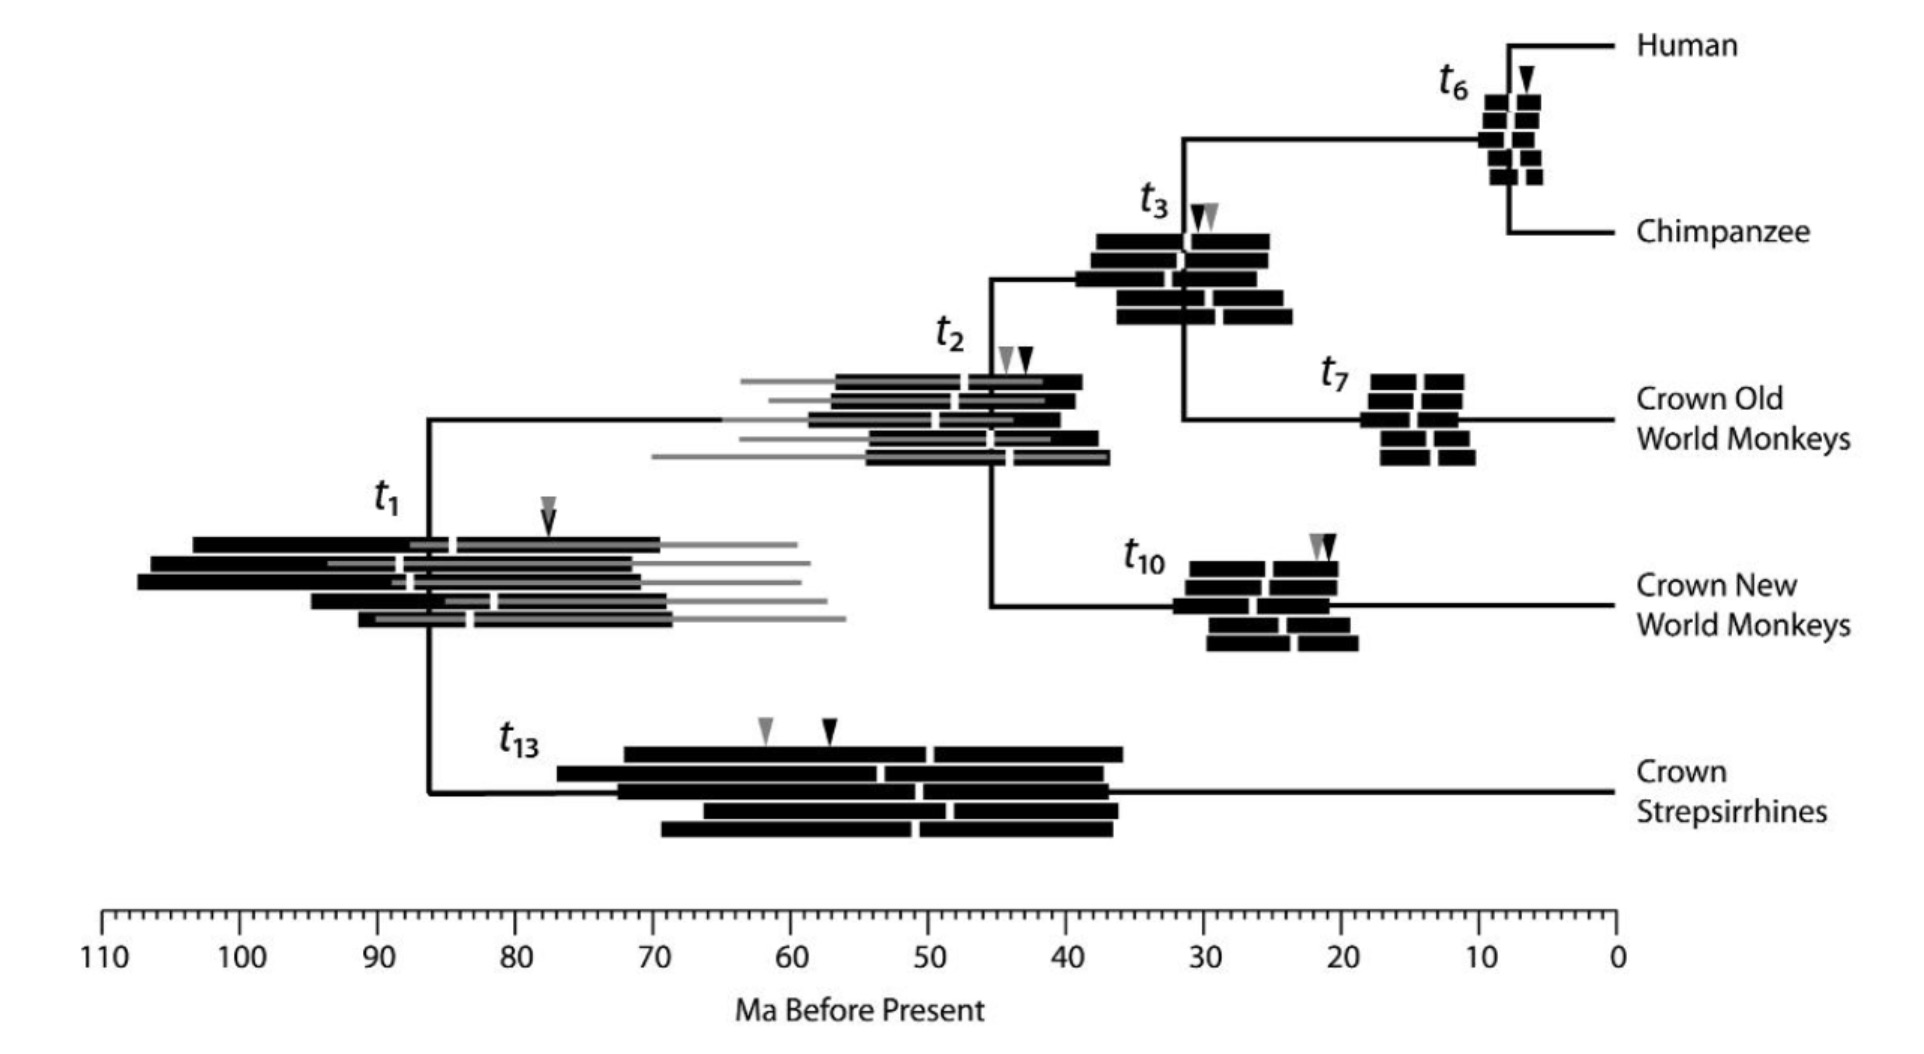 Human
t6
Chimpanzee
t3
t2
t7
Crown Old
World Monkeys
t1
t10
Crown New
World Monkeys
t13
Crown
Strepsirrhines
110 100 90 80 70 60 50 40 30 20 10 0
Ma Before Present